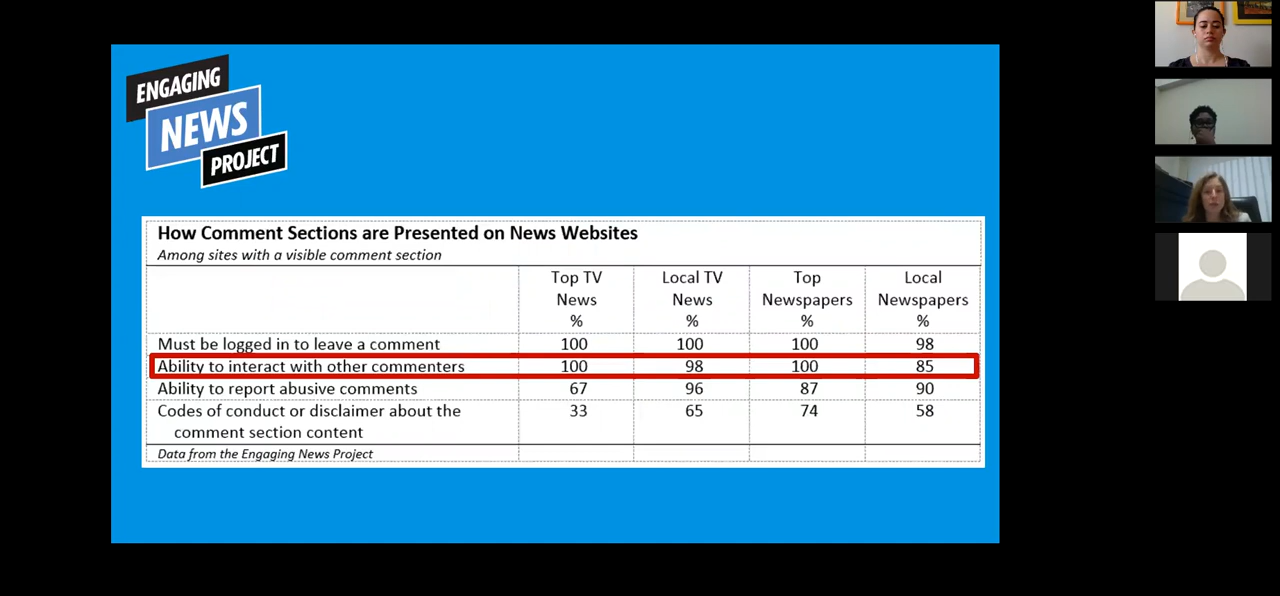 ENGAGING
NEWS
PROJECT
How Comment Sections are Presented on News Websites
Among sites with a visible comment section
Top TV Local TV Top Local
News News Newspapers Newspapers
% % % %
Must be logged in to leave a comment 100 100 100 98
Ability to interact with other commenters 100 98 100 85
Ability to report abusive comments 67 96 87 90
Codes of conduct or disclaimer about the 33 65 74 58
comment section content
Data from the Engaging News Project